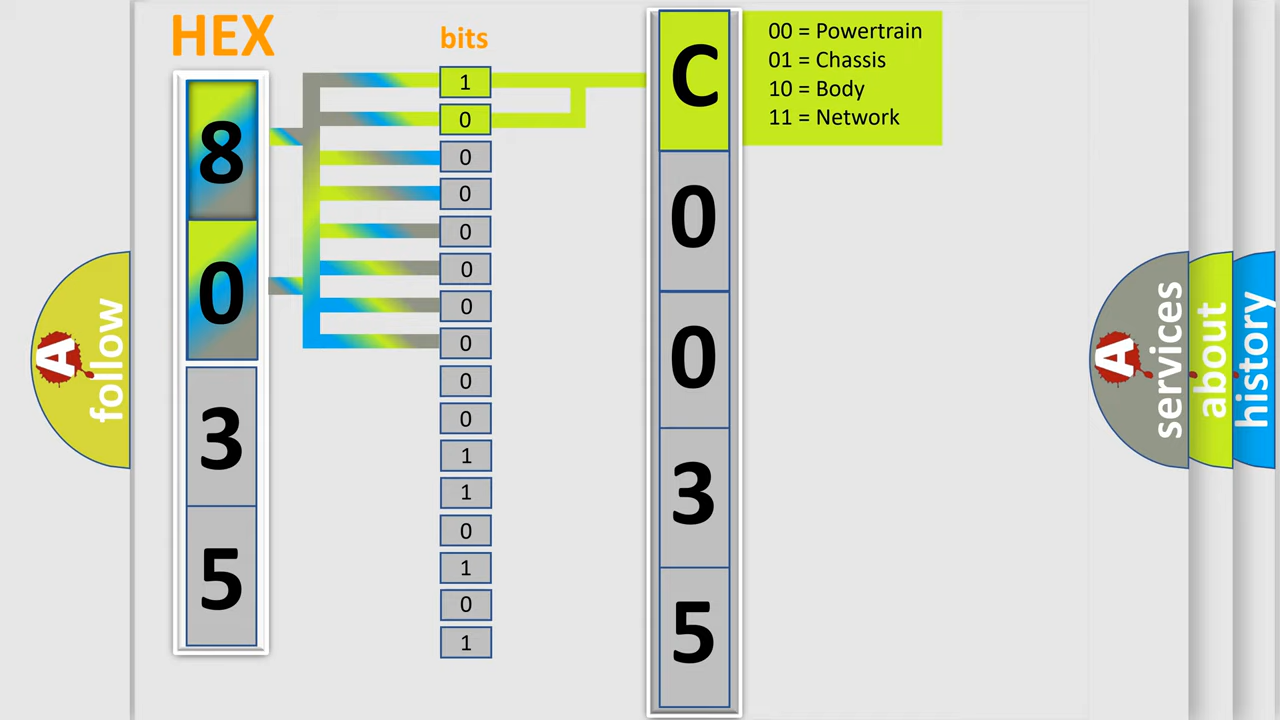 HEX
bits
8
0
3
5
1
0
0
0
0
0
0
0
0
0
1
1
0
1
0
1
C
0
0
3
5
00 = Powertrain
01 = Chassis
10 = Body
11 = Network
A
follow
A
services
about
history